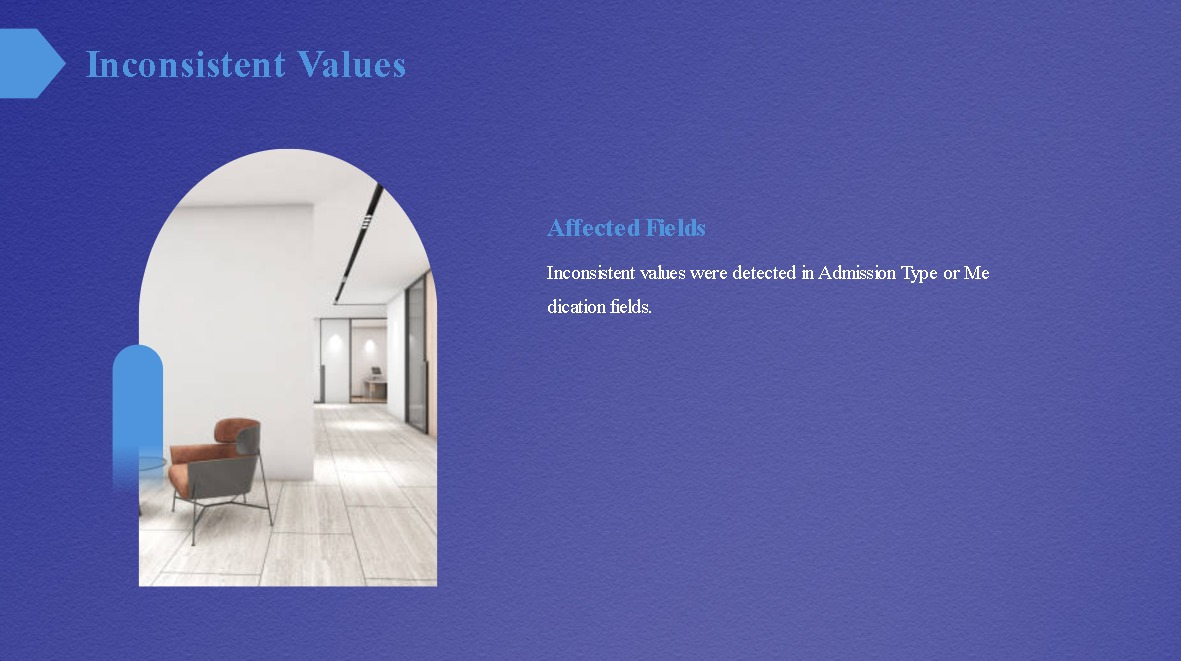 Inconsistent Values
Affected Fields
Inconsistent values were detected in Admission Type or Me
dication fields.